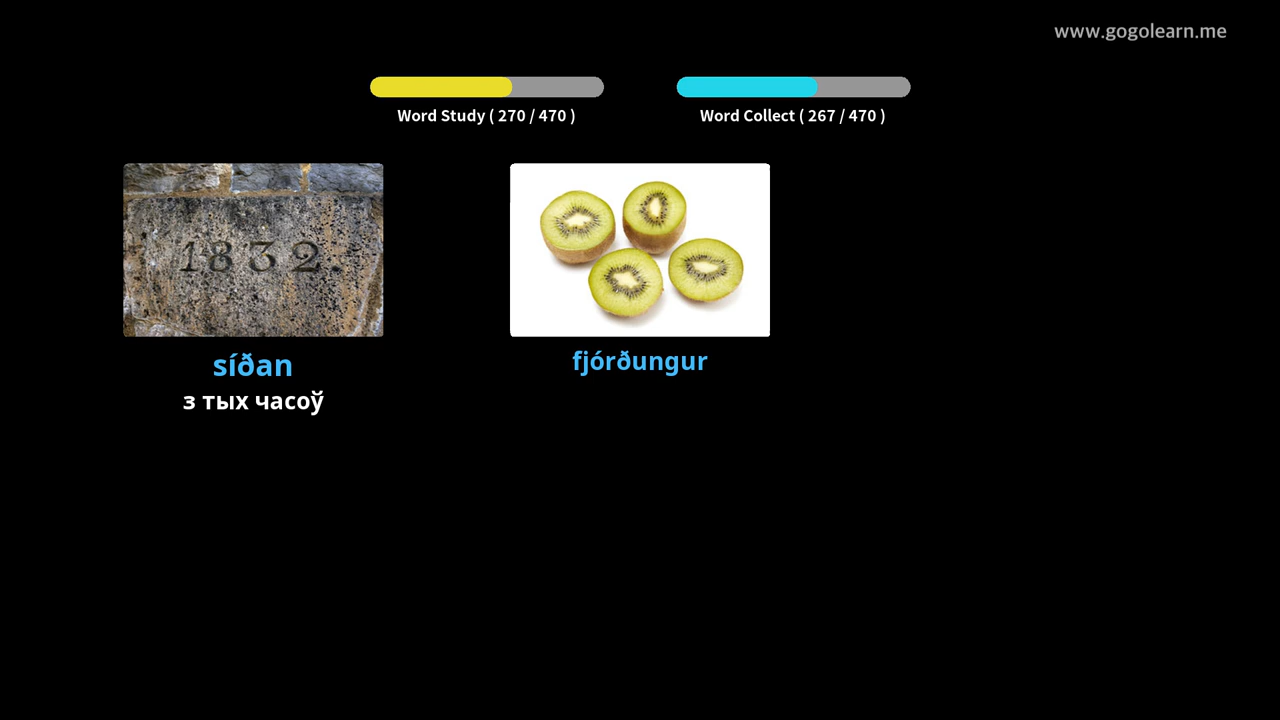 www.gogolearn.me
Word Study ( 270 / 470 )
Word Collect ( 267 / 470 )
1832.
síðan
з тых часоў
fjórðungur